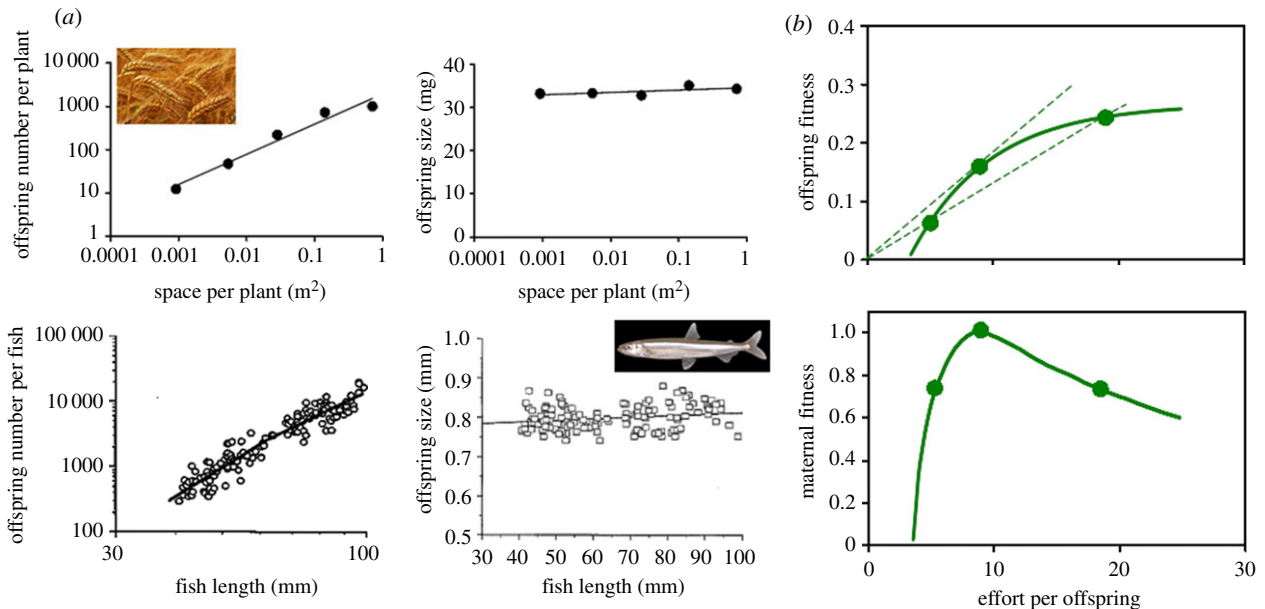 (a)
offspring number per plant
10 000
1000
100
10
1
0.0001 0.001 0.01 0.1 1
space per plant (m²)
offspring size (mg)
40
30
20
10
0
0.0001 0.001 0.01 0.1 1
space per plant (m²)
(b)
offspring fitness
0.4
0.3
0.2
0.1
0
offspring number per fish
100 000
10 000
1000
100
30 100
fish length (mm)
offspring size (mm)
1.0
0.9
0.8
0.7
0.6
0.5
30 40 50 60 70 80 90 100
fish length (mm)
maternal fitness
1.0
0.8
0.6
0.4
0.2
0
0 10 20 30
effort per offspring